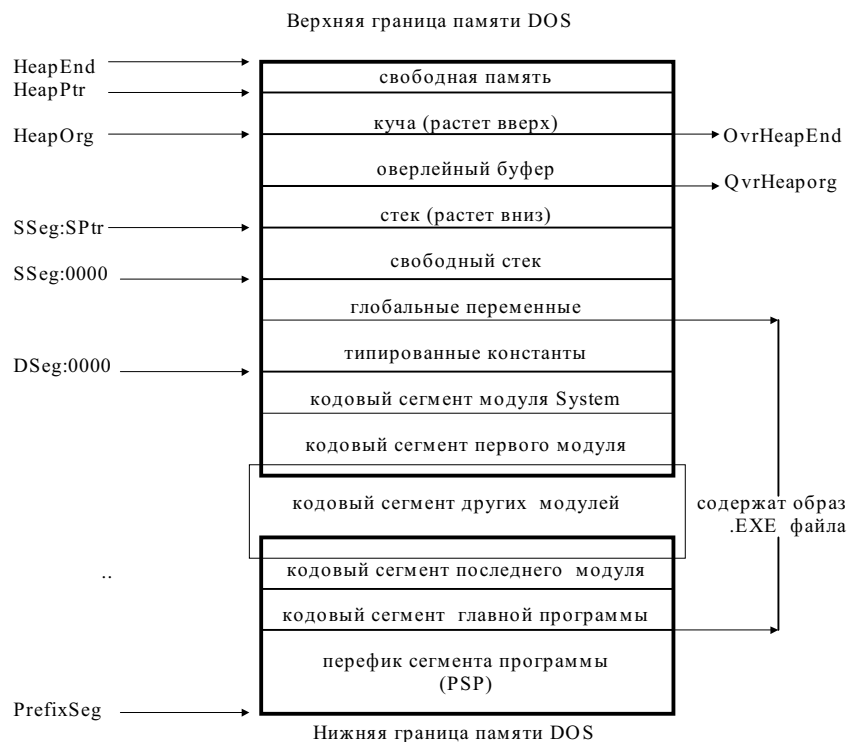 Верхняя граница памяти DOS
HeapEnd
свободная память
HeapPtr
куча (растет вверх)
HeapOrg
OvrHeapEnd
оверлейный буфер
QvrHeaporg
стек (растет вниз)
SSeg:SPtr
свободный стек
SSeg:0000
глобальные переменные
типированные константы
DSeg:0000
кодовый сегмент модуля System
кодовый сегмент первого модуля
кодовый сегмент других модулей
содержат образ
.EXE файла
кодовый сегмент последнего модуля
..
кодовый сегмент главной программы
перефик сегмента программы
(PSP)
PrefixSeg
Нижняя граница памяти DOS